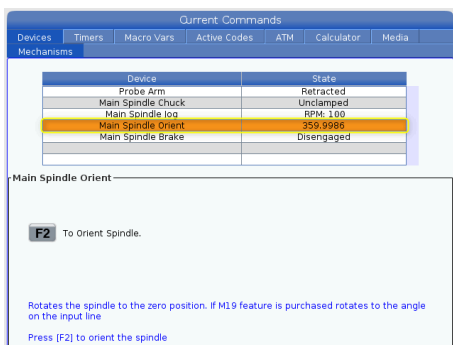 Current Commands
Devices Timers Macro Vars Active Codes ATM Calculator Media
Mechanisms
Device State
Probe Arm Retracted
Main Spindle Chuck Unclamped
Main Spindle Jog RPM: 100
Main Spindle Orient 359.9986
Main Spindle Brake Disengaged
Main Spindle Orient
F2 To Orient Spindle.
Rotates the spindle to the zero position. If M19 feature is purchased rotates to the angle
on the input line
Press [F2] to orient the spindle